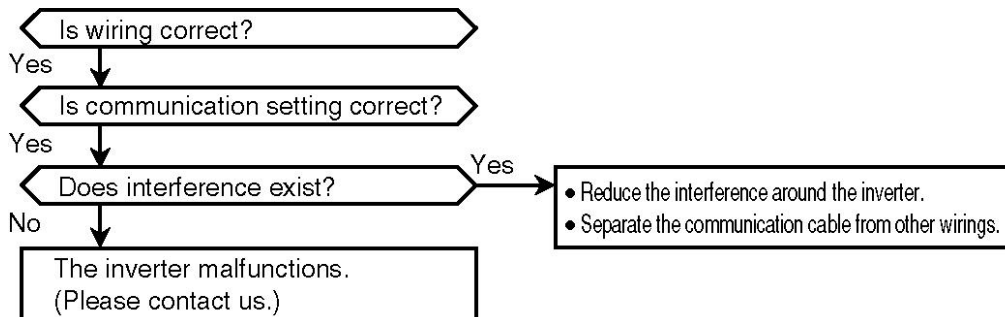 Is wiring correct?
Yes
Is communication setting correct?
Yes
Does interference exist?
Yes
• Reduce the interference around the inverter.
• Separate the communication cable from other wirings.
No
The inverter malfunctions.
(Please contact us.)